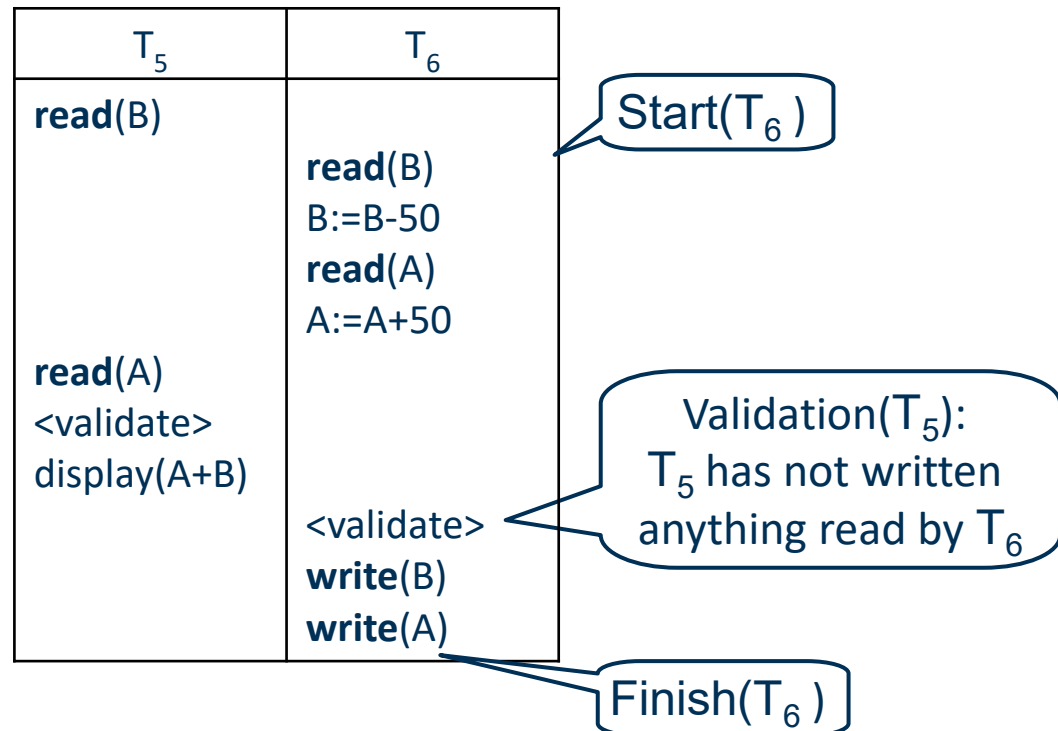 T5 T6
read(B)
Start(T6 )
read(B)
B:=B-50
read(A)
A:=A+50
read(A)
<validate>
display(A+B)
Validation(T5):
T5 has not written
anything read by T6
<validate>
write(B)
write(A)
Finish(T6 )